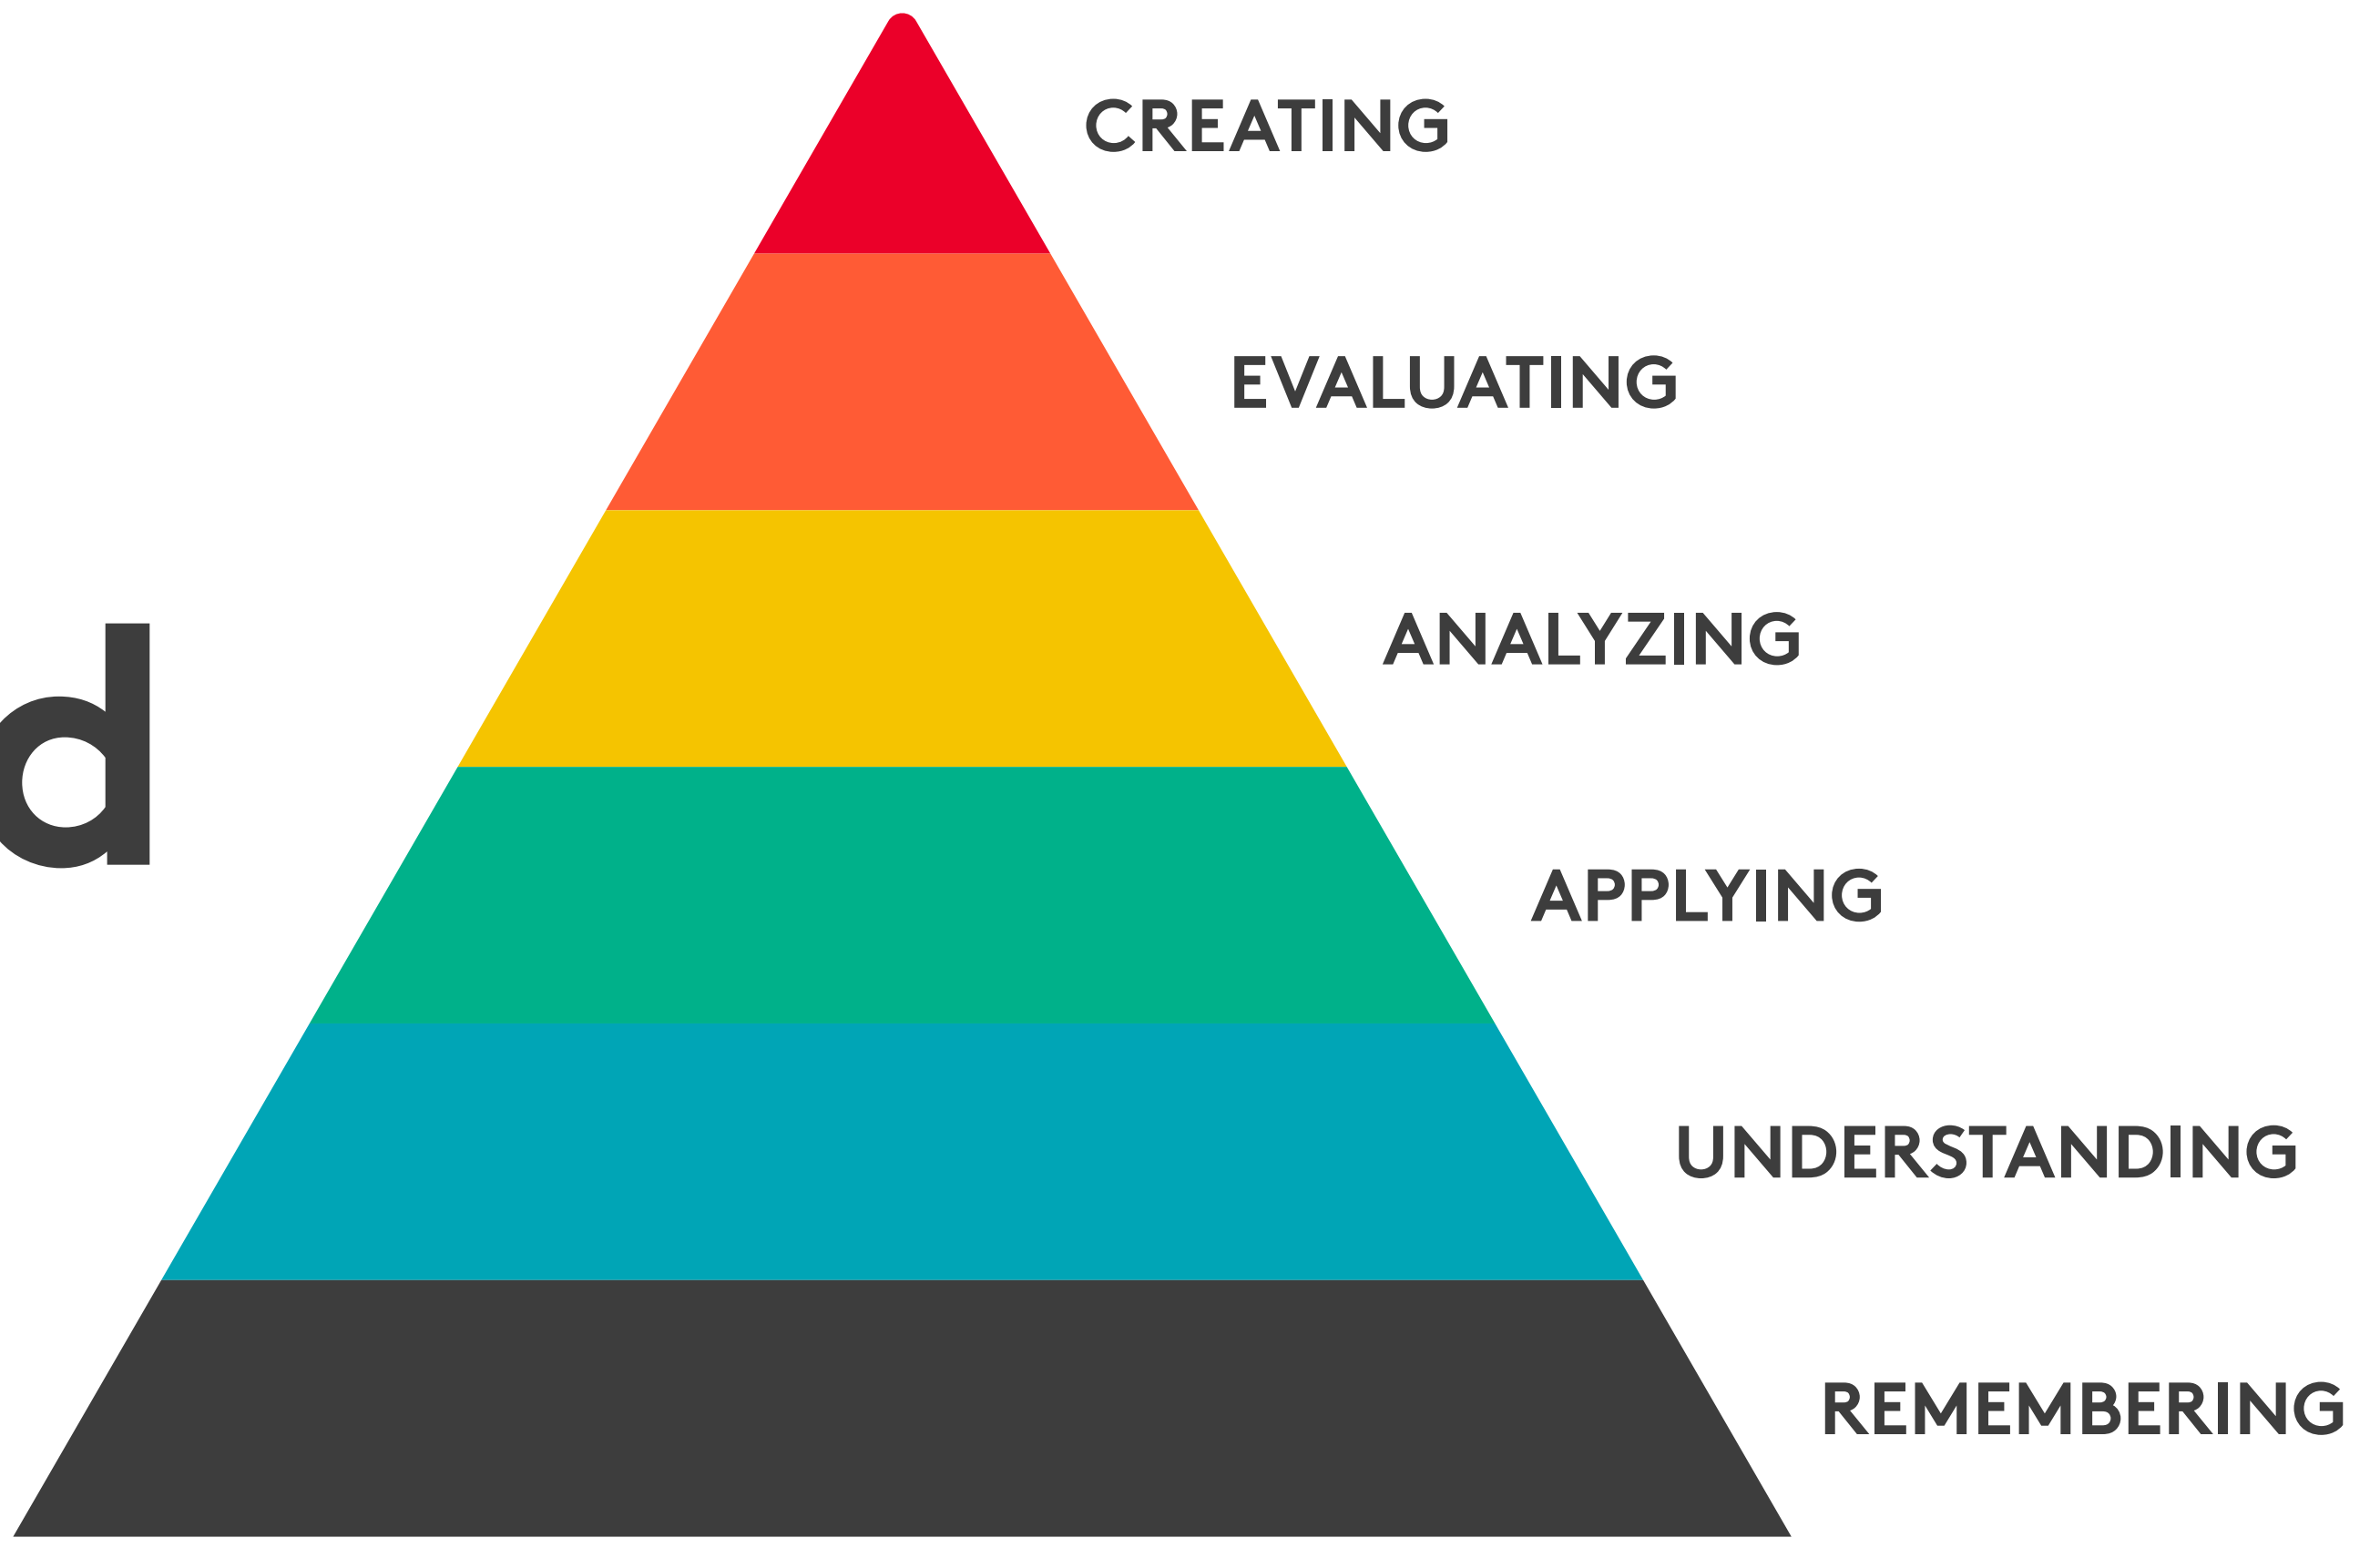 CREATING
EVALUATING
ANALYZING
d
APPLYING
UNDERSTANDING
REMEMBERING